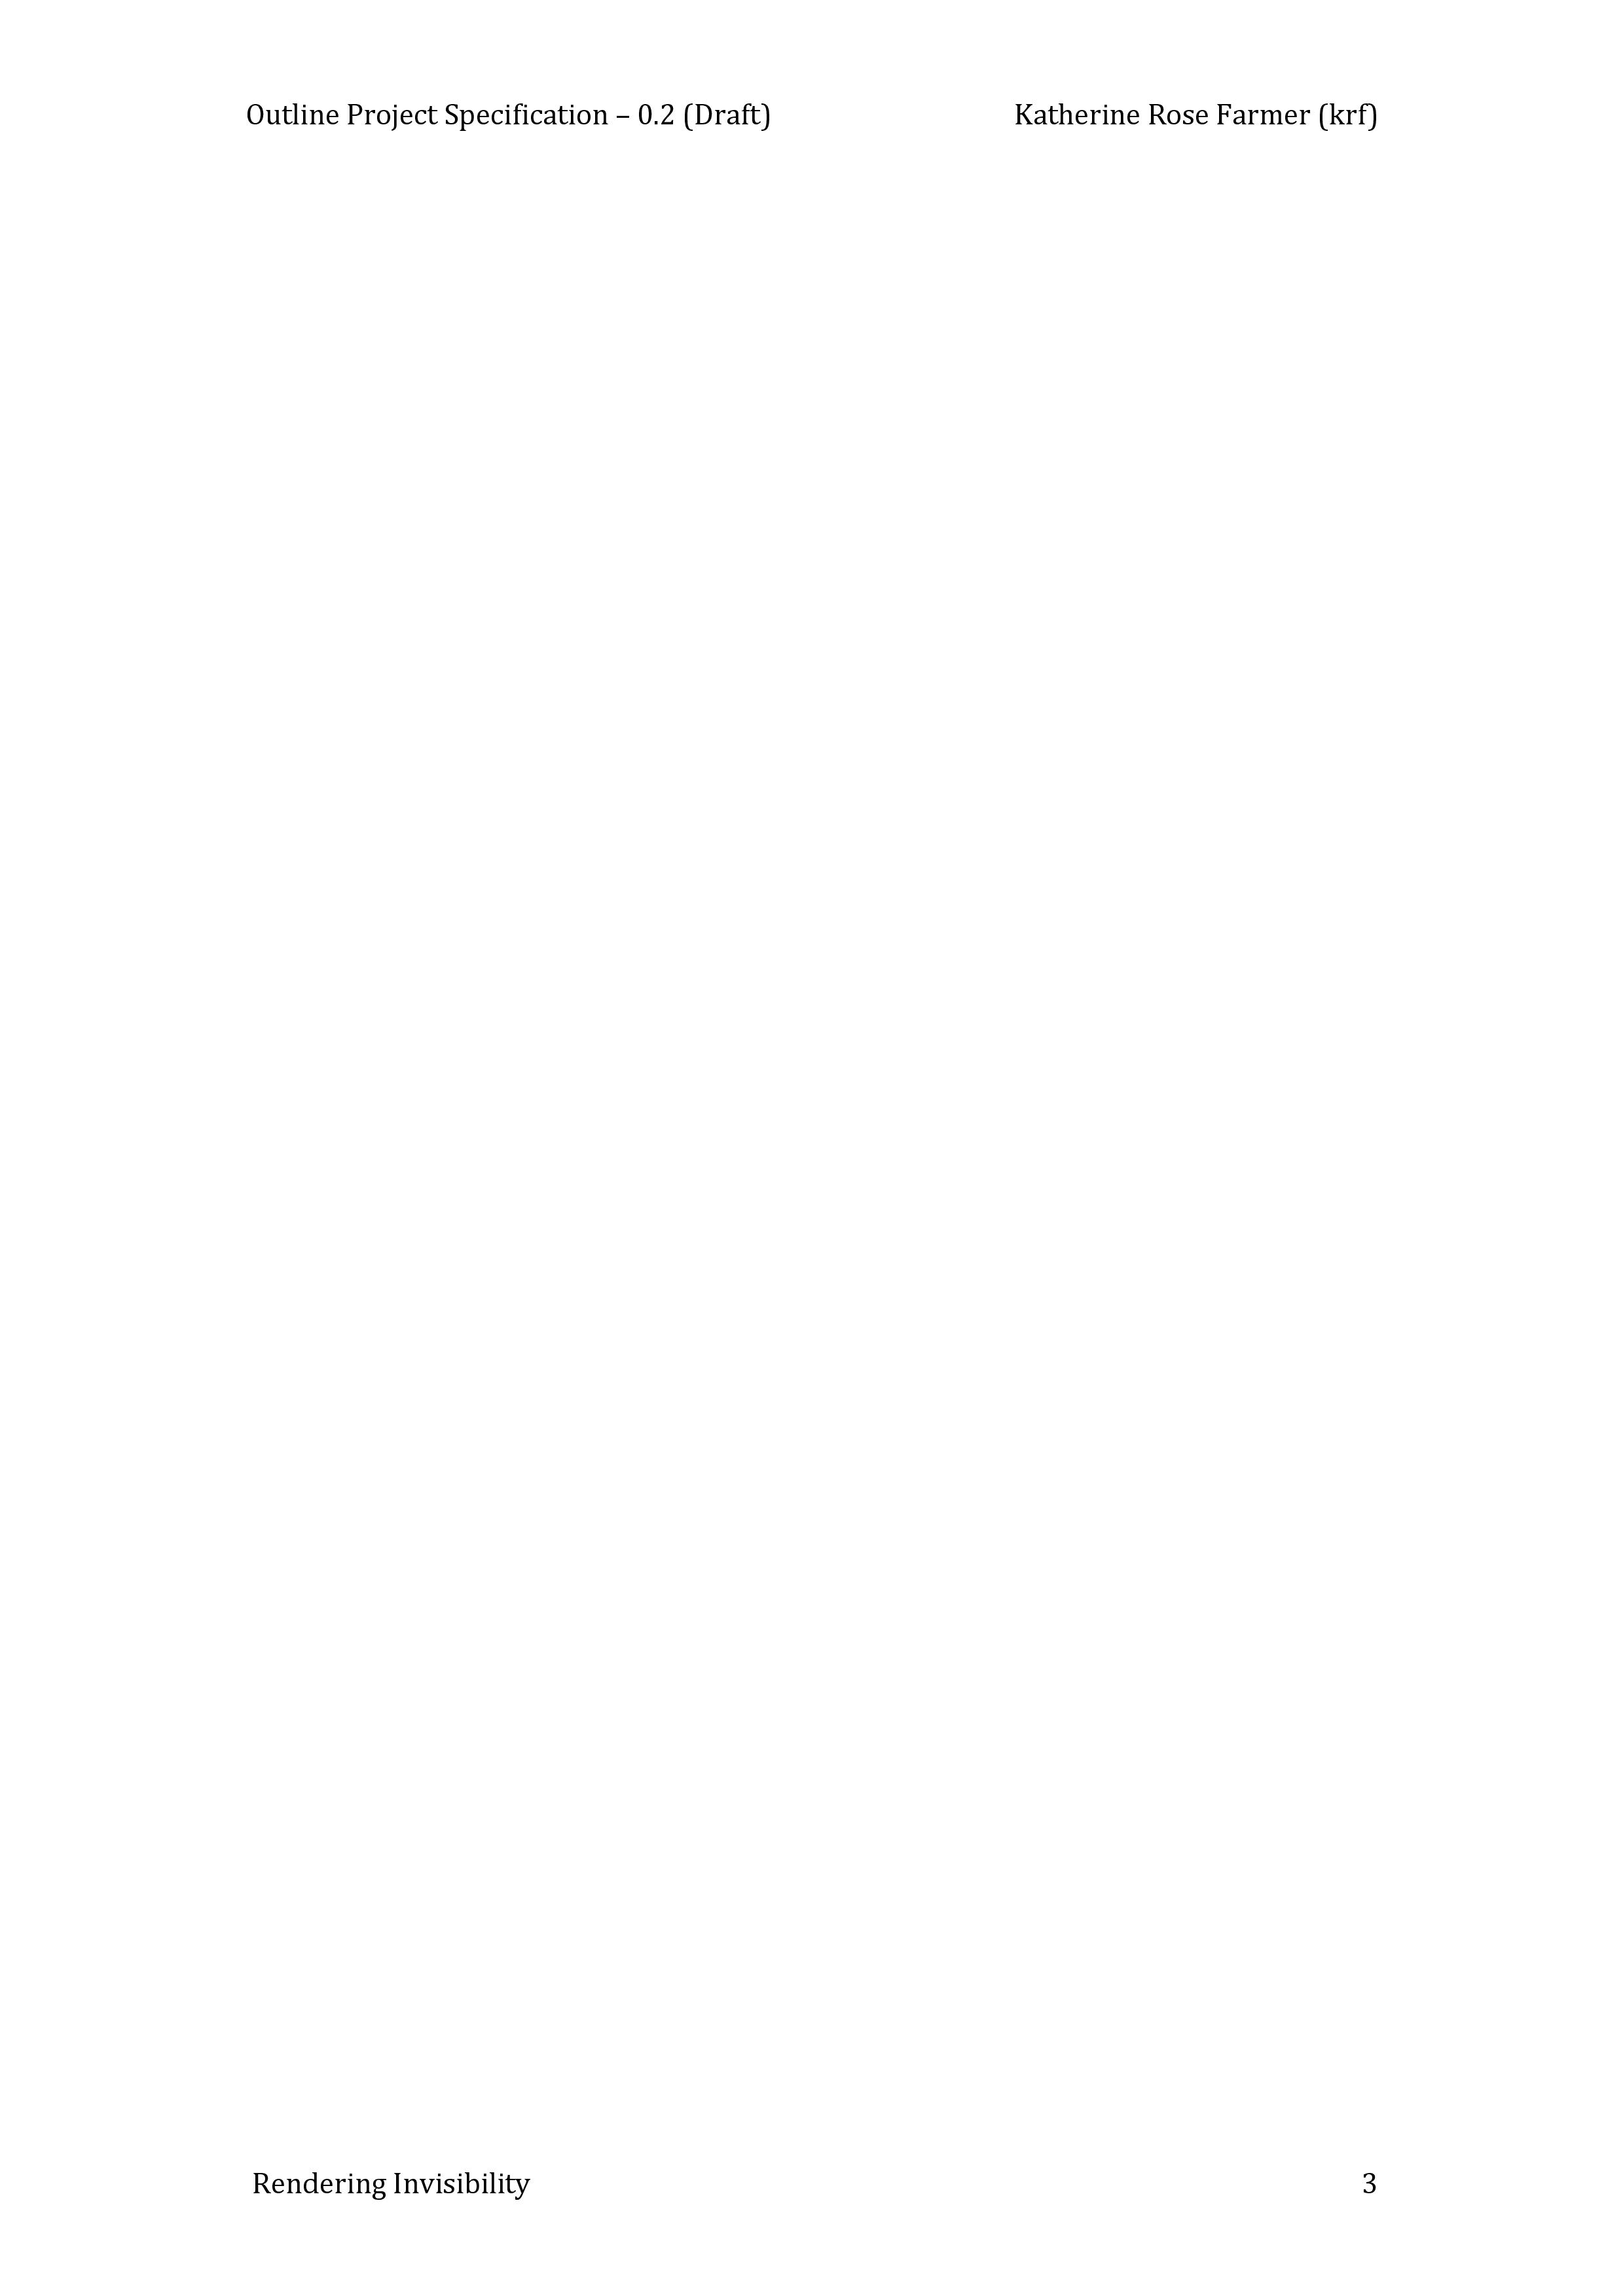 Outline Project Specification – 0.2 (Draft) Katherine Rose Farmer (krf)
Rendering Invisibility 3